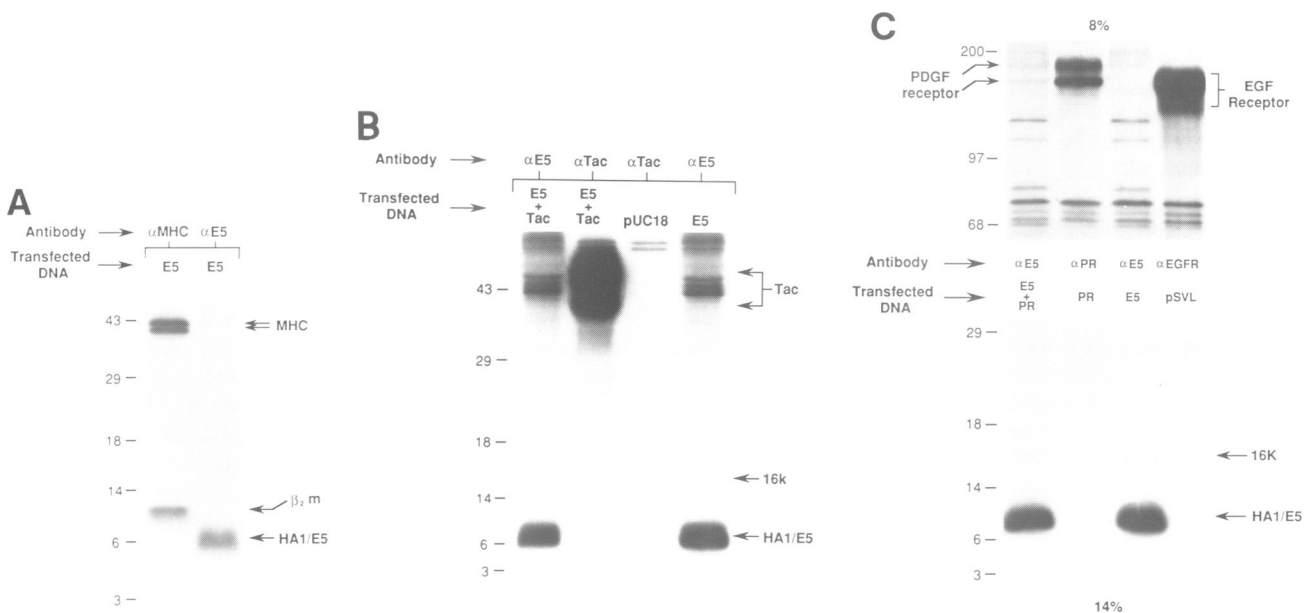 A
Antibody → αMHC αE5
Transfected DNA → E5 E5
43 –
MHC
29 –
18 –
14 –
β₂ m
6 –
HA1/E5
3 –
B
Antibody → αE5 αTac αTac αE5
Transfected DNA → E5 + Tac E5 + Tac pUC18 E5
43 –
Tac
29 –
18 –
16k
14 –
6 –
HA1/E5
3 –
C
8%
200 –
PDGF receptor
EGF Receptor
97 –
68 –
Antibody → αE5 αPR αE5 αEGFR
Transfected DNA → E5 + PR PR E5 pSVL
29 –
18 –
16K
14 –
HA1/E5
6 –
3 –
14%